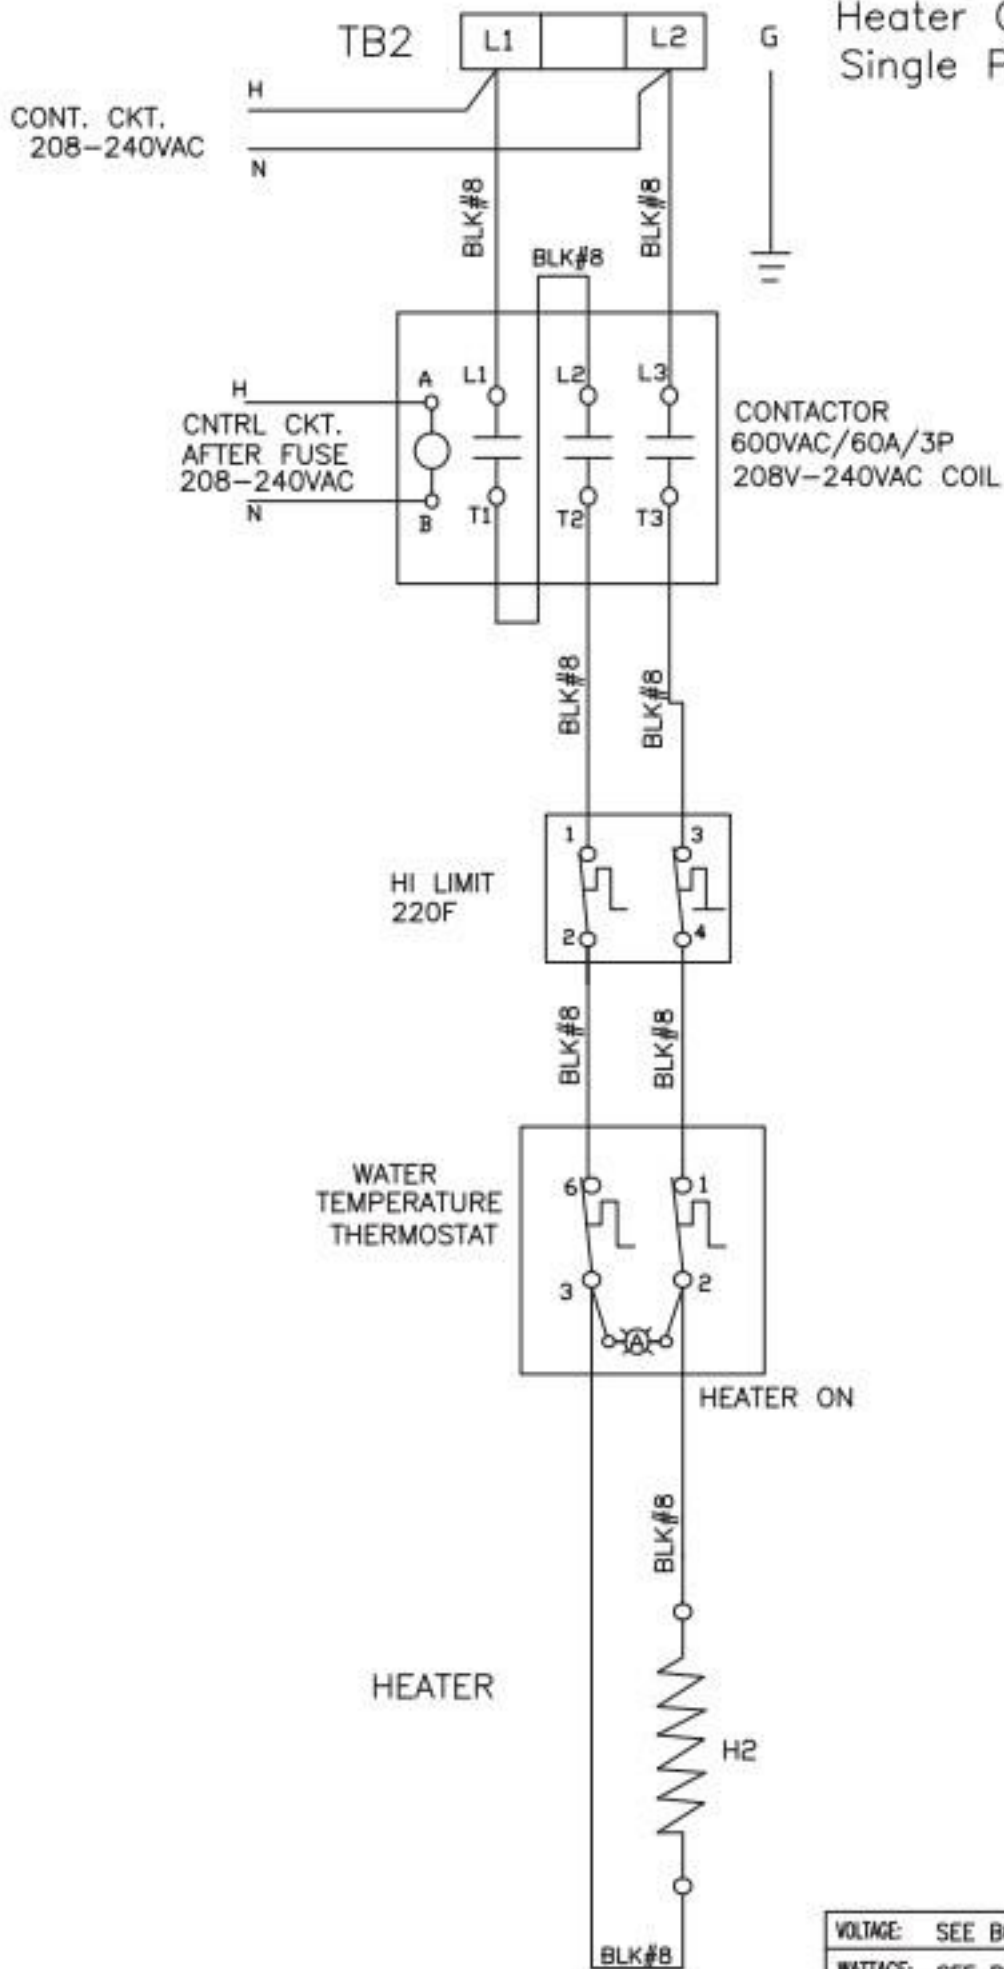 Heater
TB2
L1
L2
G
Single
H
CONT. CKT.
208-240VAC
N
BLK#8
BLK#8
BLK#8
H
A
L1
L2
L3
CNTRL CKT.
AFTER FUSE
208-240VAC
CONTACTOR
600VAC/60A/3P
208V-240VAC COIL
N
B
T1
T2
T3
BLK#8
BLK#8
1
3
HI LIMIT
220F
2
4
BLK#8
BLK#8
WATER
TEMPERATURE
THERMOSTAT
6
1
3
2
A
HEATER ON
BLK#8
HEATER
H2
BLK#8
VOLTAGE: SEE